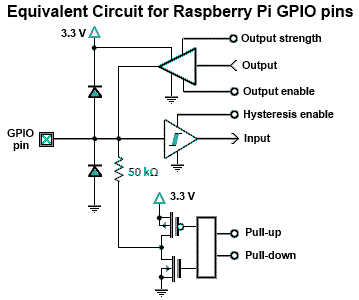 Equivalent Circuit for Raspberry Pi GPIO pins
3.3 V
Output strength
Output
Output enable
Hysteresis enable
GPIO
pin
Input
50 kΩ
3.3 V
Pull-up
Pull-down